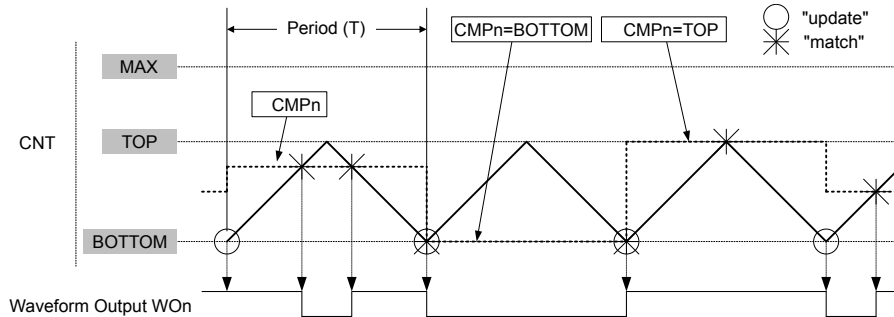 Period (T)
CMPn=BOTTOM
CMPn=TOP
"update"
"match"
MAX
CMPn
CNT
TOP
BOTTOM
Waveform Output WOn